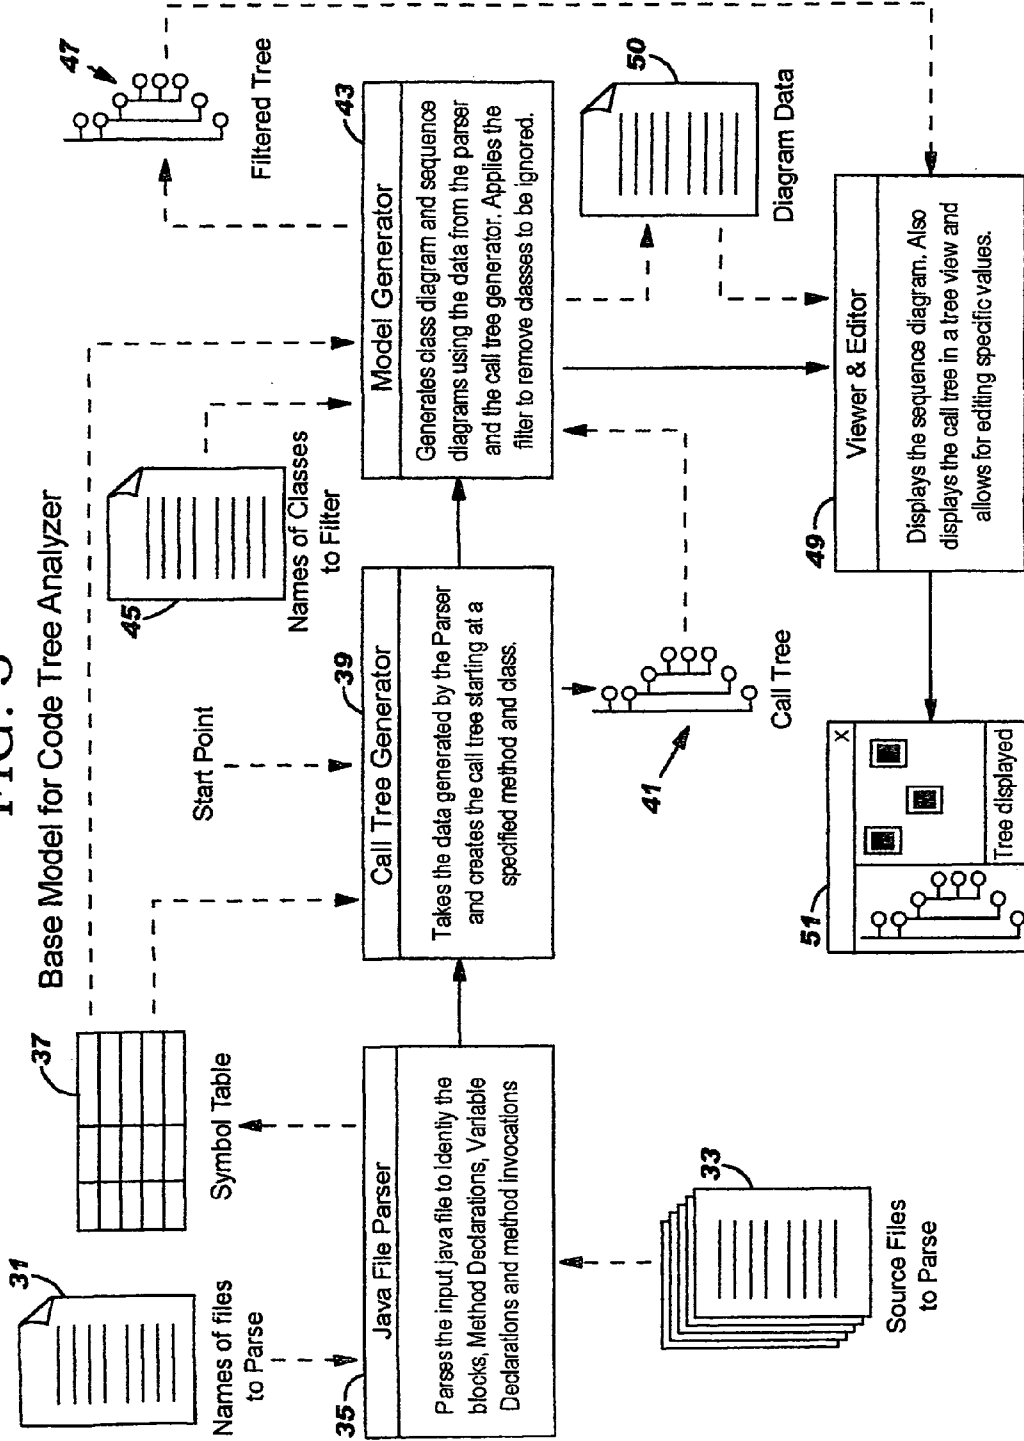 FIG. 3
Base Model for Code Tree Analyzer
31
Names of files
to Parse
37
Symbol Table
Start Point
45
Names of Classes
to Filter
47
Filtered Tree
35
Java File Parser
Parses the input java file to Identiy the
blocks, Method Declarations, Variable
Declarations and method invocations
39
Call Tree Generator
Takes the data generated by the Parser
and creates the call tree starting at a
specified method and class.
43
Model Generator
Generates class diagram and sequence
diagrams using the data from the parser
and the call tree generator. Applies the
filter to remove classes to be ignored.
33
Source Files
to Parse
41
Call Tree
50
Diagram Data
51
X
Tree displayed
49
Viewer & Editor
Displays the sequence diagram. Also
displays the call tree in a tree view and
allows for editing specific values.